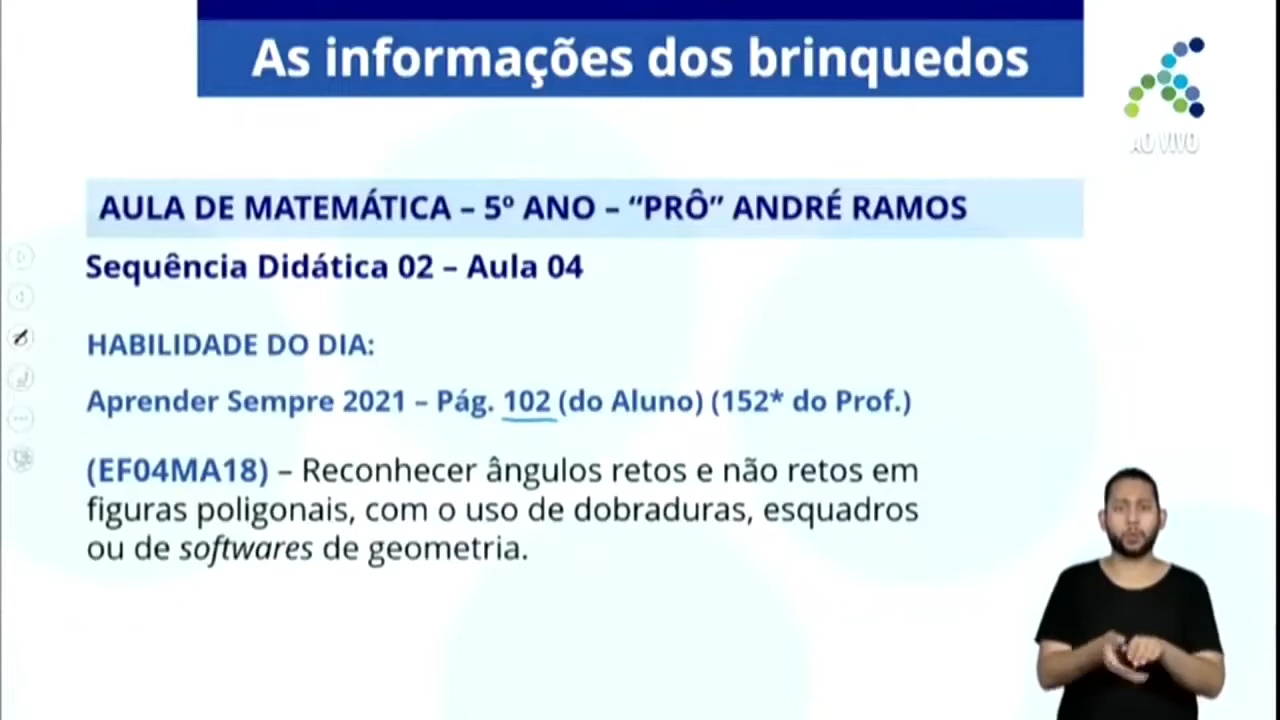 As informações dos brinquedos
AO VIVO
AULA DE MATEMÁTICA – 5º ANO – “PRÔ” ANDRÉ RAMOS
Sequência Didática 02 – Aula 04
HABILIDADE DO DIA:
Aprender Sempre 2021 – Pág. 102 (do Aluno) (152* do Prof.)
(EF04MA18) – Reconhecer ângulos retos e não retos em
figuras poligonais, com o uso de dobraduras, esquadros
ou de softwares de geometria.